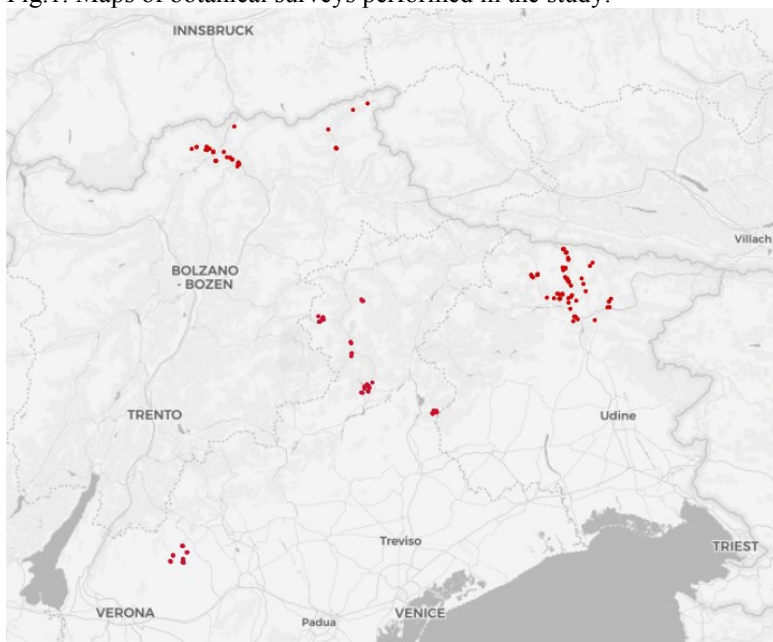 Fig.1. Maps of botanical surveys performed in the study.
INNSBRUCK
Villach
BOLZANO
- BOZEN
TRENTO
Udine
Treviso
TRIEST
VERONA
Padua
VENICE